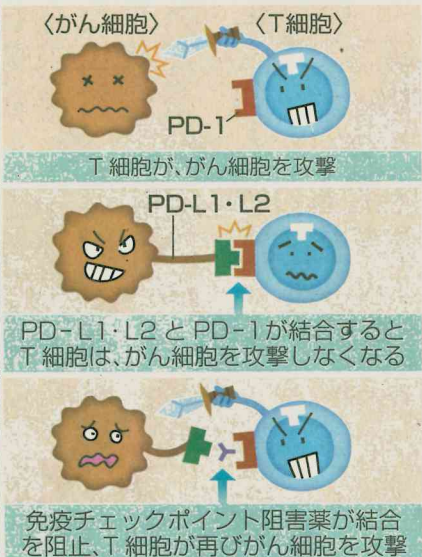 〈がん細胞〉
〈T細胞〉
PD-1
T細胞が、がん細胞を攻撃
PD-L1・L2
PD-L1・L2とPD-1が結合すると
T細胞は、がん細胞を攻撃しなくなる
免疫チェックポイント阻害薬が結合
を阻止、T細胞が再びがん細胞を攻撃